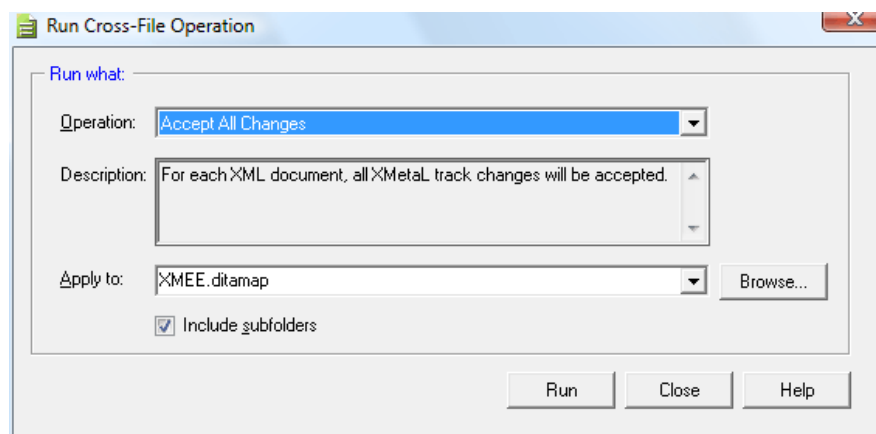 Run Cross-File Operation
Run what:
Operation: Accept All Changes
Description: For each XML document, all XMetaL track changes will be accepted.
Apply to: XMEE.ditamap Browse...
Include subfolders
Run Close Help